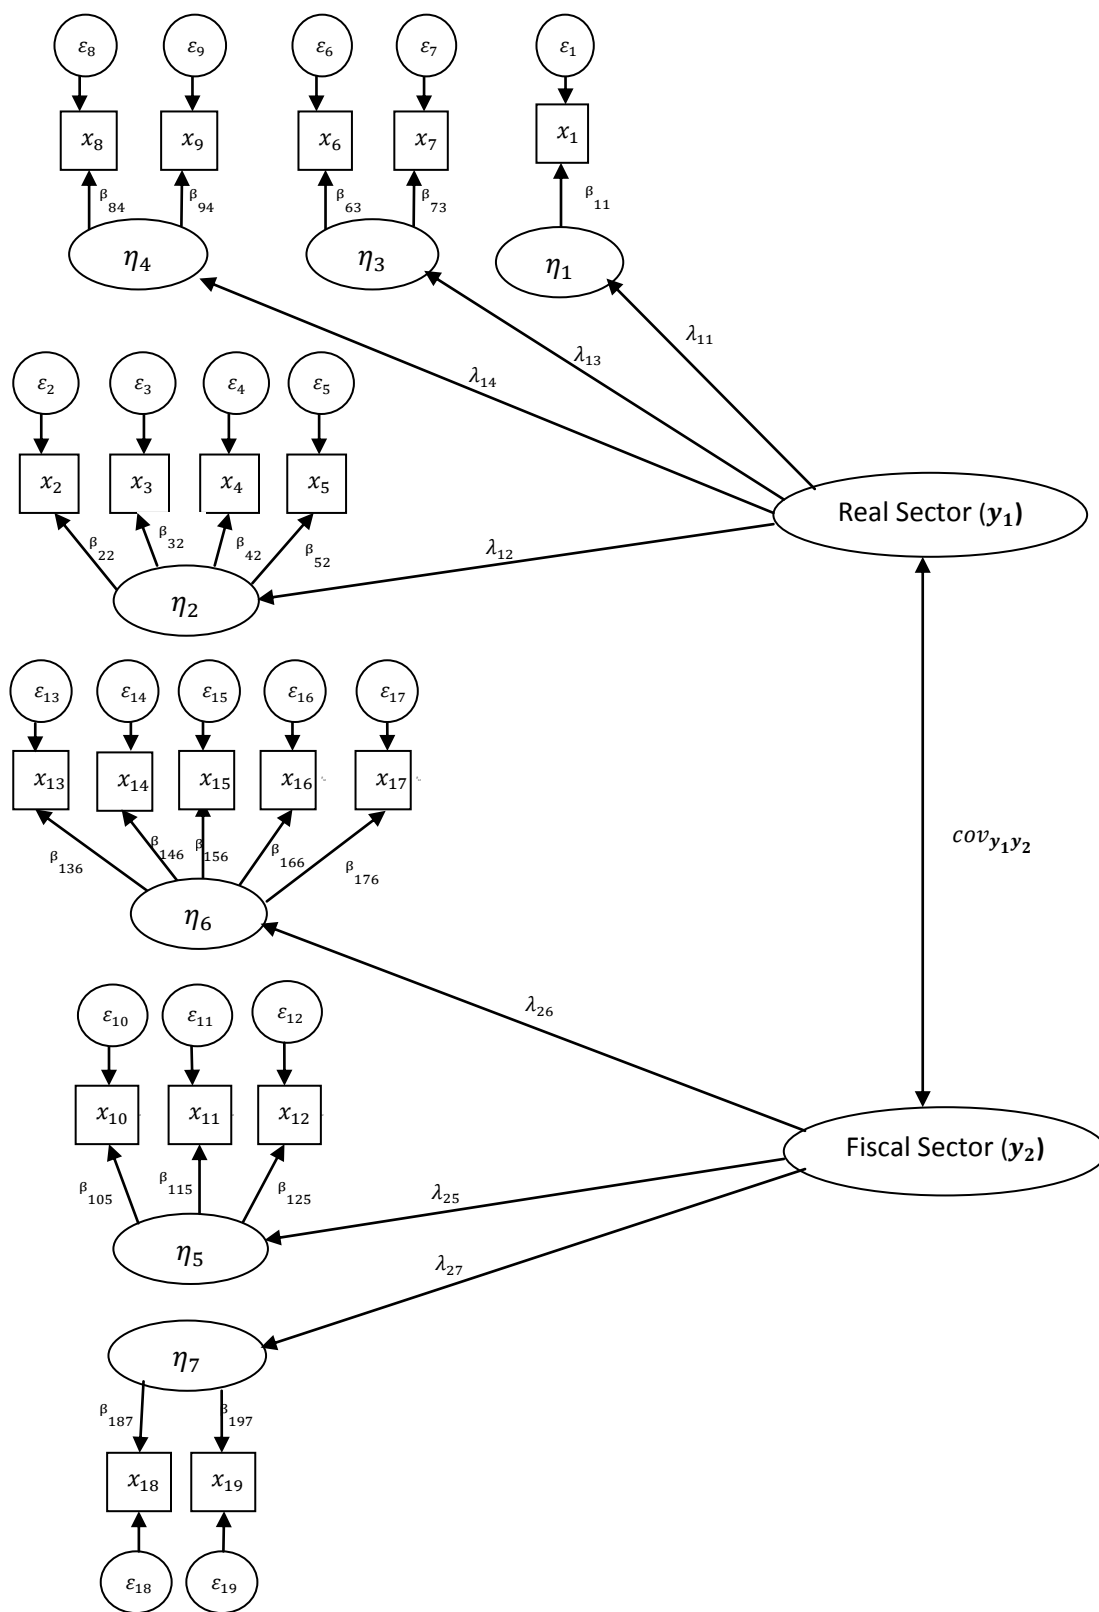 ε8 ε9 ε6 ε7 ε1
x8 x9 x6 x7 x1
β84 β94 β63 β73 β11
η4 η3 η1
λ11
λ13
λ14
ε2 ε3 ε4 ε5
x2 x3 x4 x5
Real Sector (y1)
β22 β32 β42 β52
λ12
η2
ε13 ε14 ε15 ε16 ε17
x13 x14 x15 x16 x17
covy1y2
β136 β146 β156 β166 β176
η6
λ26
ε10 ε11 ε12
x10 x11 x12
Fiscal Sector (y2)
β105 β115 β125
λ25
η5
λ27
η7
β187 β197
x18 x19
ε18 ε19